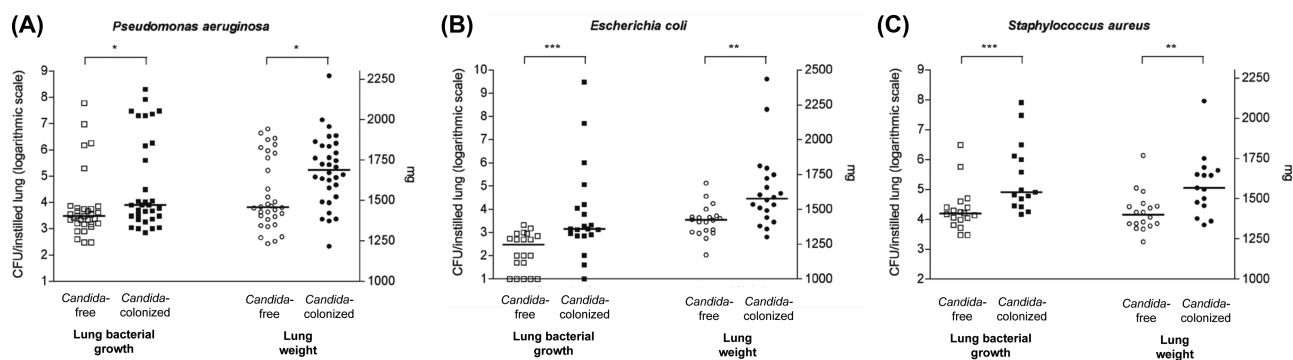 (A)
Pseudomonas aeruginosa
*
*
CFU/instilled lung (logarithmic scale)
9
8
7
6
5
4
3
2
1
2250
2000
1750
1500
1250
1000
mg
Candida-
free
Candida-
colonized
Lung bacterial
growth
Candida-
free
Candida-
colonized
Lung
weight
(B)
Escherichia coli
***
**
CFU/instilled lung (logarithmic scale)
10
9
8
7
6
5
4
3
2
1
2500
2250
2000
1750
1500
1250
1000
mg
Candida-
free
Candida-
colonized
Lung bacterial
growth
Candida-
free
Candida-
colonized
Lung
weight
(C)
Staphylococcus aureus
***
**
CFU/instilled lung (logarithmic scale)
9
8
7
6
5
4
3
2
2250
2000
1750
1500
1250
1000
mg
Candida-
free
Candida-
colonized
Lung bacterial
growth
Candida-
free
Candida-
colonized
Lung
weight